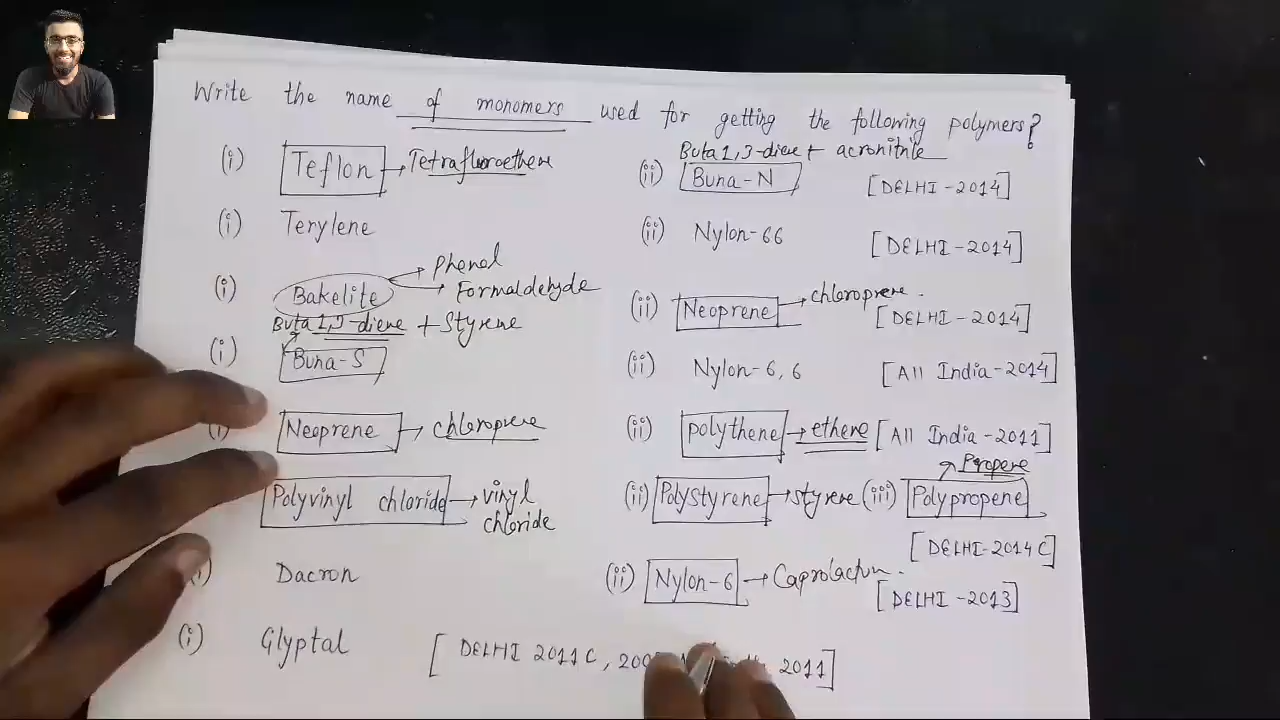 Write the name of monomers used for getting the following polymers?
(i) Teflon → Tetrafluroethene
Buta 1,3-diene + acronitrile
(ii) Buna-N [DELHI-2014]
(i) Terylene (ii) Nylon-66 [DELHI-2014]
Phenol
(i) Bakelite Formaldehyde
(ii) Neoprene → chloroprene. [DELHI-2014]
Buta 1,3-diene + Styrene
(i) Buna-S (ii) Nylon-6,6 [All India-2014]
(i) Neoprene → chloroprene (ii) polythene → ethene [All India-2011]
Propene
Polyvinyl chloride → vinyl chloride (ii) Polystyrene → styrene (iii) Polypropene
[DELHI-2014C]
(i) Dacron (ii) Nylon-6 → Caprolactum. [DELHI-2013]
(i) Glyptal [DELHI 2011C, 2011]